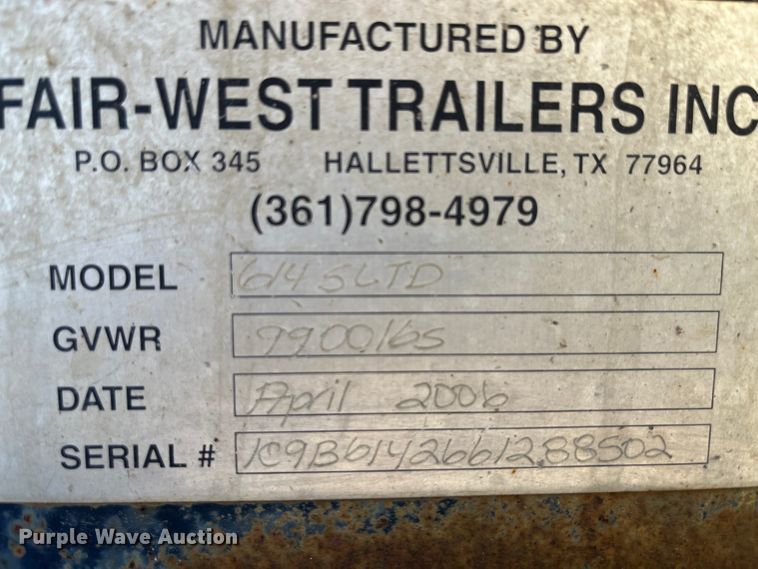 MANUFACTURED BY
FAIR-WEST TRAILERS INC
P.O. BOX 345 HALLETTSVILLE, TX 77964
(361)798-4979
MODEL 614 SLTD
GVWR 9900lbs
DATE April 2006
SERIAL # 1C9B6142661288502
Purple Wave Auction